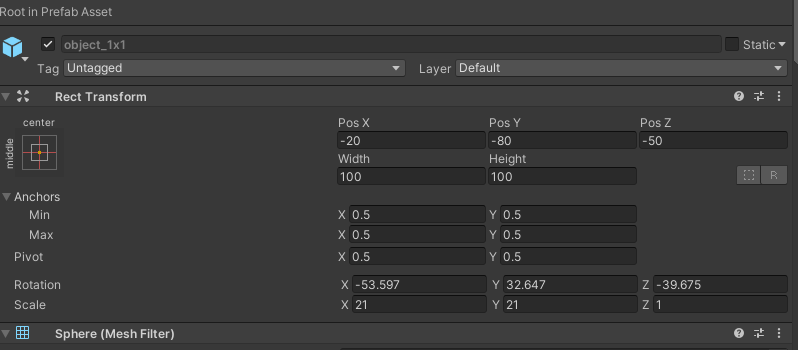 Root in Prefab Asset
object_1x1 Static
Tag Untagged Layer Default
Rect Transform
center
middle
Pos X Pos Y Pos Z
-20 -80 -50
Width Height
100 100
R
Anchors
Min X 0.5 Y 0.5
Max X 0.5 Y 0.5
Pivot X 0.5 Y 0.5
Rotation X -53.597 Y 32.647 Z -39.675
Scale X 21 Y 21 Z 1
Sphere (Mesh Filter)